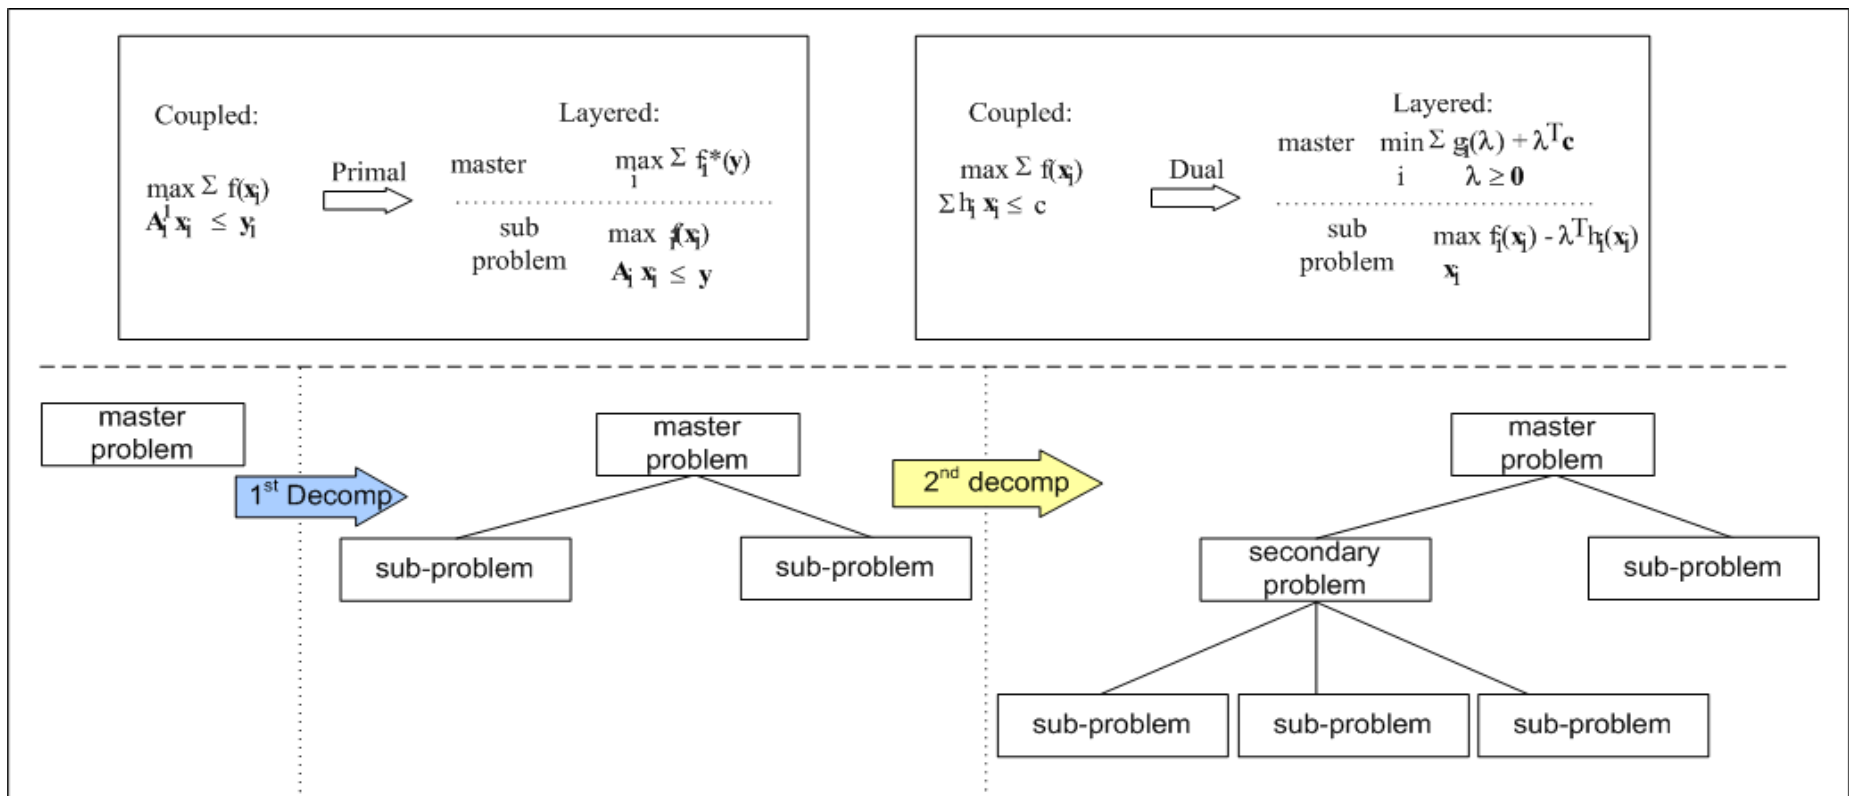 Coupled:
max Σ f(xᵢ)
i
Aᵢ xᵢ ≤ yᵢ
Primal
Layered:
master max Σ fᵢ*(y)
i
sub
problem
max fᵢ(xᵢ)
Aᵢ xᵢ ≤ y
Coupled:
max Σ f(xᵢ)
Σ hᵢ xᵢ ≤ c
Dual
Layered:
master min Σ gᵢ(λ) + λᵀc
i λ ≥ 0
sub
problem
max fᵢ(xᵢ) - λᵀhᵢ(xᵢ)
xᵢ
master
problem
1st Decomp
master
problem
sub-problem
sub-problem
2nd decomp
master
problem
secondary
problem
sub-problem
sub-problem
sub-problem
sub-problem